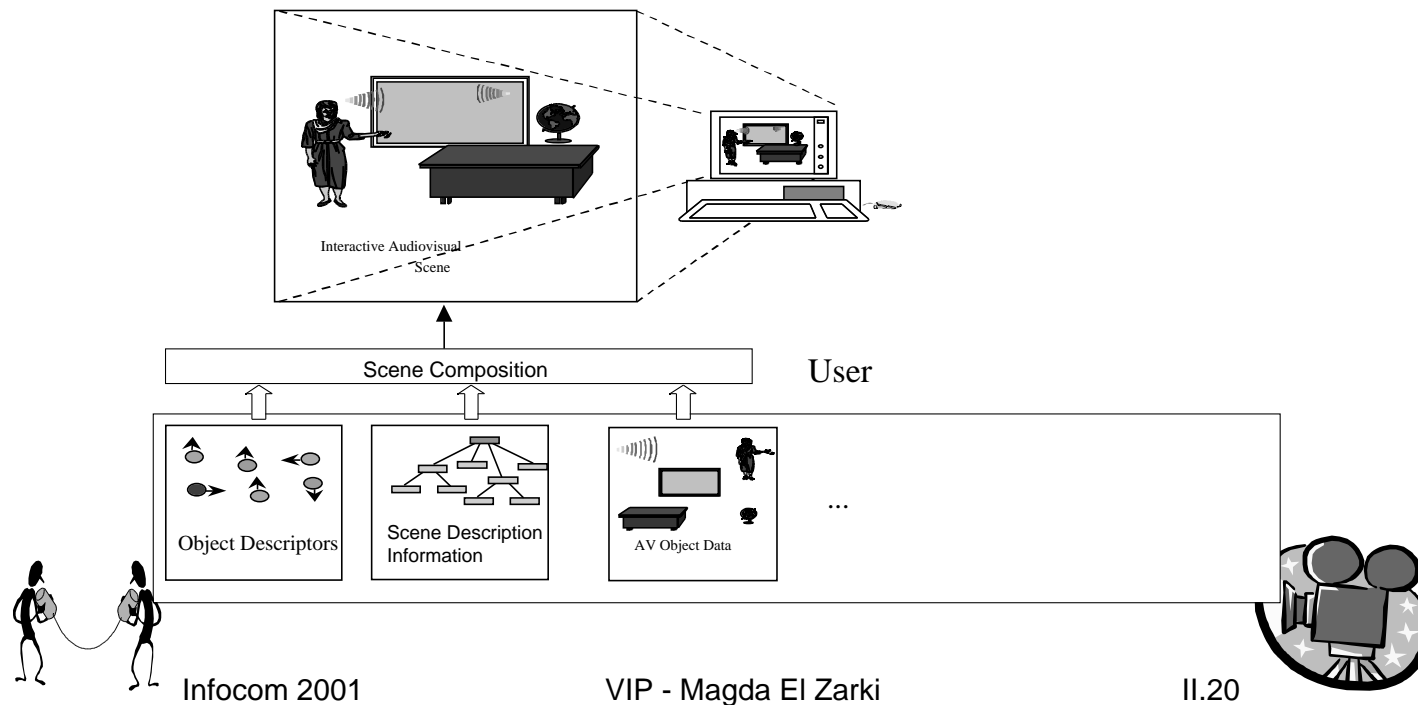 Interactive Audiovisual
Scene
Scene Composition
User
Object Descriptors
Scene Description
Information
AV Object Data
...
Infocom 2001
VIP - Magda El Zarki
II.20